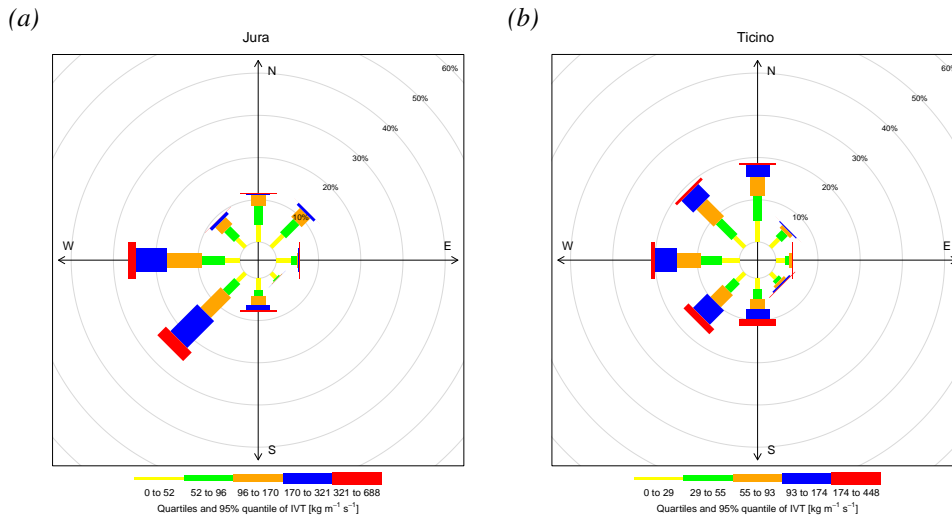 (a)
Jura
N
60%
50%
40%
30%
20%
10%
W
E
S
0 to 52 52 to 96 96 to 170 170 to 321 321 to 688
Quartiles and 95% quantile of IVT [kg m⁻¹ s⁻¹]
(b)
Ticino
N
60%
50%
40%
30%
20%
10%
W
E
S
0 to 29 29 to 55 55 to 93 93 to 174 174 to 448
Quartiles and 95% quantile of IVT [kg m⁻¹ s⁻¹]